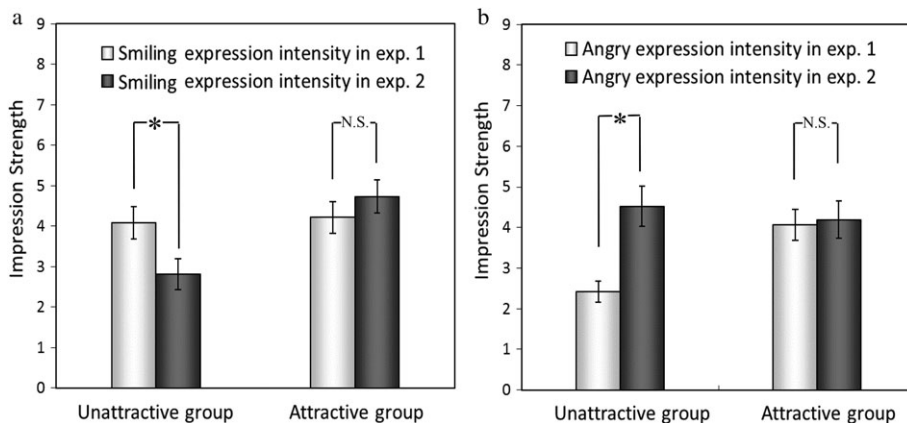 a
9
8
7
6
5
4
3
2
1
0
Impression Strength
Smiling expression intensity in exp. 1
Smiling expression intensity in exp. 2
*
N.S.
Unattractive group
Attractive group
b
9
8
7
6
5
4
3
2
1
0
Impression Strength
Angry expression intensity in exp. 1
Angry expression intensity in exp. 2
*
N.S.
Unattractive group
Attractive group